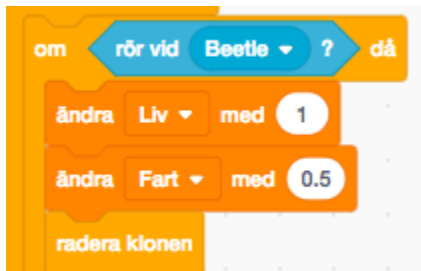 om rör vid Beetle ? då
ändra Liv med 1
ändra Fart med 0.5
radera klonen